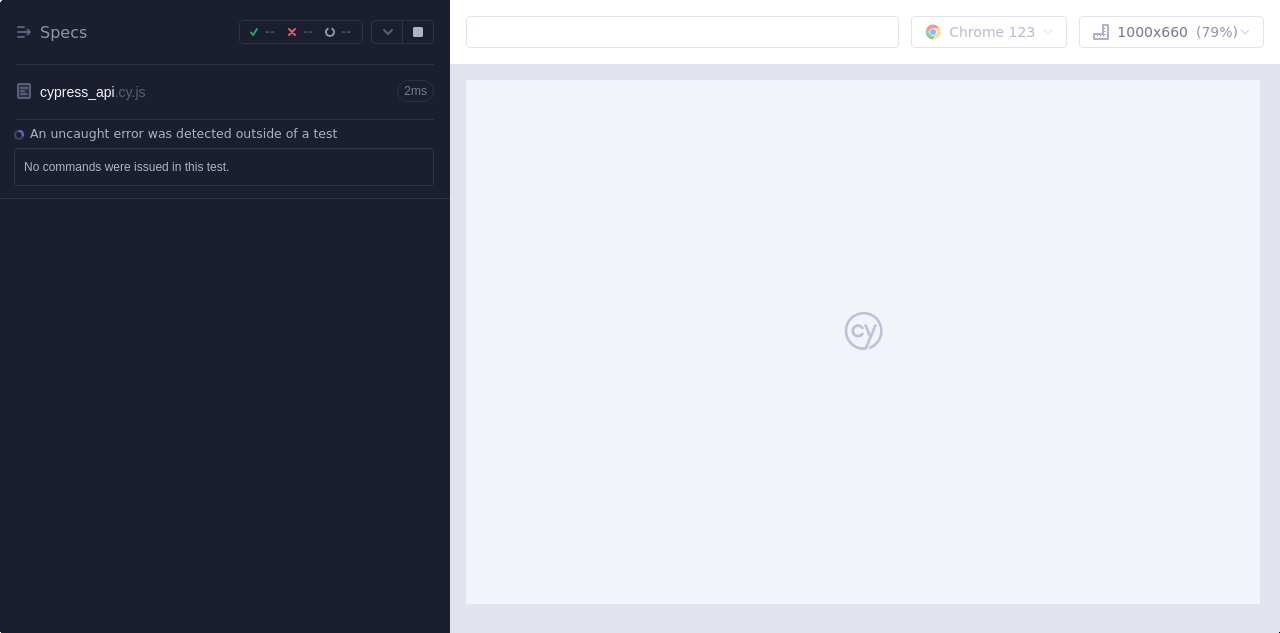 Specs
--
--
--
Chrome 123
1000x660 (79%)
cypress_api.cy.js
2ms
An uncaught error was detected outside of a test
No commands were issued in this test.
cy